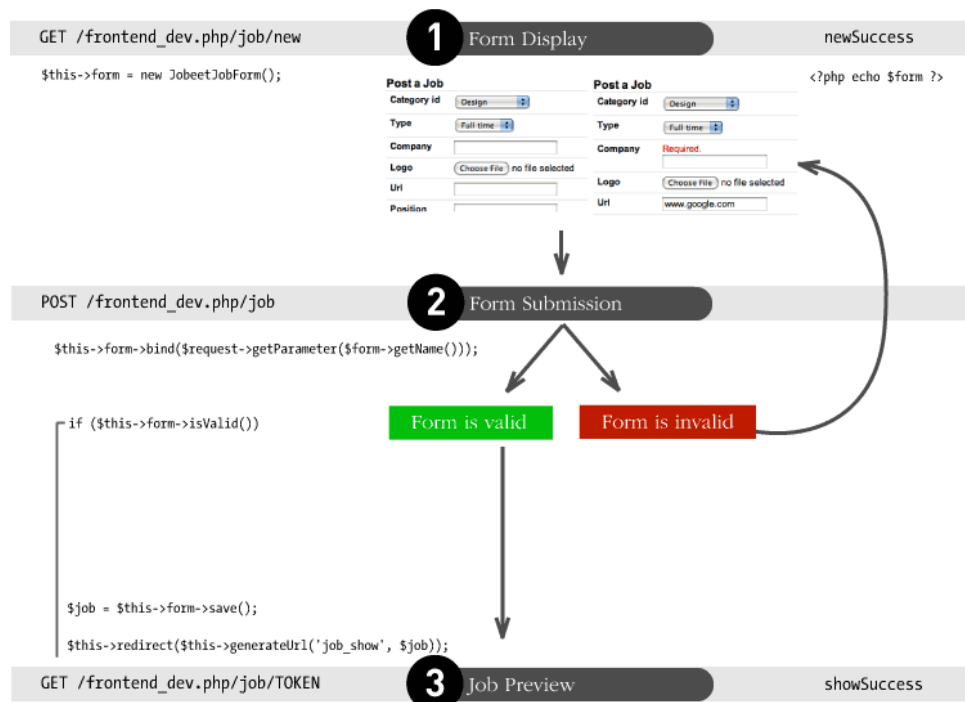 GET /frontend_dev.php/job/new
1
Form Display
newSuccess
$this->form = new JobeetJobForm();
<?php echo $form ?>
Post a Job
Category id
Design
Type
Full time
Company
Logo
Choose File no file selected
Url
Position
Post a Job
Category id
Design
Type
Full time
Company
Required.
Logo
Choose File no file selected
Url
www.google.com
POST /frontend_dev.php/job
2
Form Submission
$this->form->bind($request->getParameter($form->getName()));
if ($this->form->isValid())
Form is valid
Form is invalid
$job = $this->form->save();
$this->redirect($this->generateUrl('job_show', $job));
GET /frontend_dev.php/job/TOKEN
3
Job Preview
showSuccess